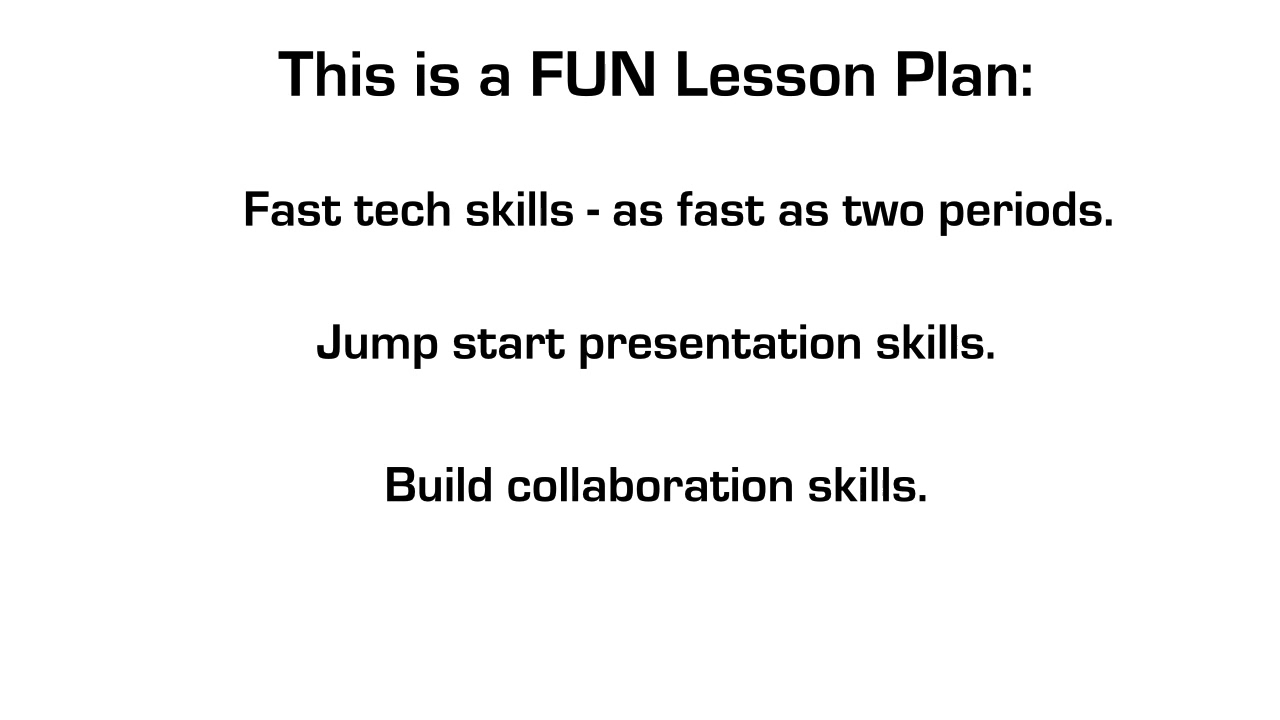 This is a FUN Lesson Plan:
Fast tech skills - as fast as two periods.
Jump start presentation skills.
Build collaboration skills.